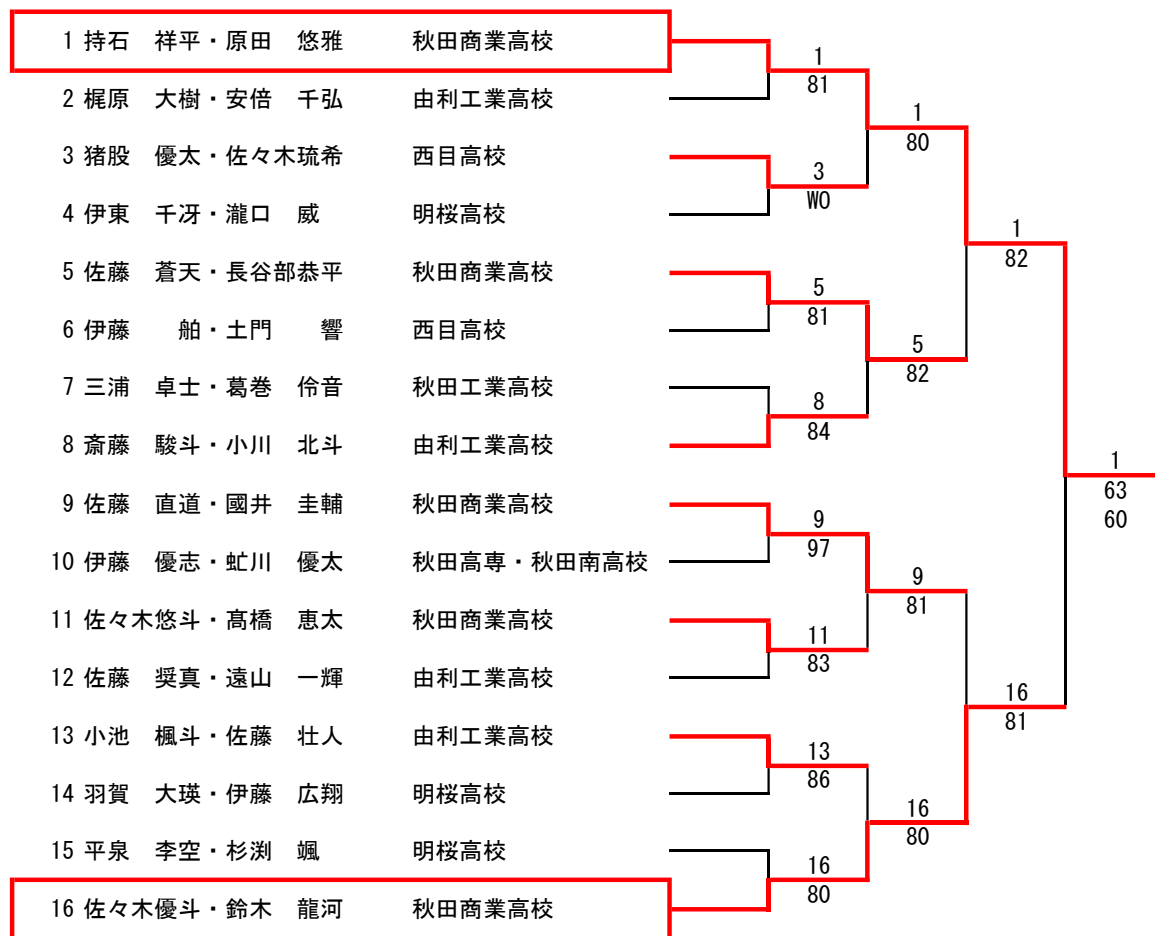 1 持石　祥平・原田　悠雅　秋田商業高校
2 梶原　大樹・安倍　千弘　由利工業高校
3 猪股　優太・佐々木琉希　西目高校
4 伊東　千冴・瀧口　威　明桜高校
5 佐藤　蒼天・長谷部恭平　秋田商業高校
6 伊藤　舶・土門　響　西目高校
7 三浦　卓士・葛巻　伶音　秋田工業高校
8 斎藤　駿斗・小川　北斗　由利工業高校
9 佐藤　直道・國井　圭輔　秋田商業高校
10 伊藤　優志・虻川　優太　秋田高専・秋田南高校
11 佐々木悠斗・髙橋　恵太　秋田商業高校
12 佐藤　奨真・遠山　一輝　由利工業高校
13 小池　楓斗・佐藤　壮人　由利工業高校
14 羽賀　大瑛・伊藤　広翔　明桜高校
15 平泉　李空・杉渕　颯　明桜高校
16 佐々木優斗・鈴木　龍河　秋田商業高校
1
81
3
WO
5
81
8
84
9
97
11
83
13
86
16
80
1
80
5
82
9
81
16
80
1
82
16
81
1
63
60